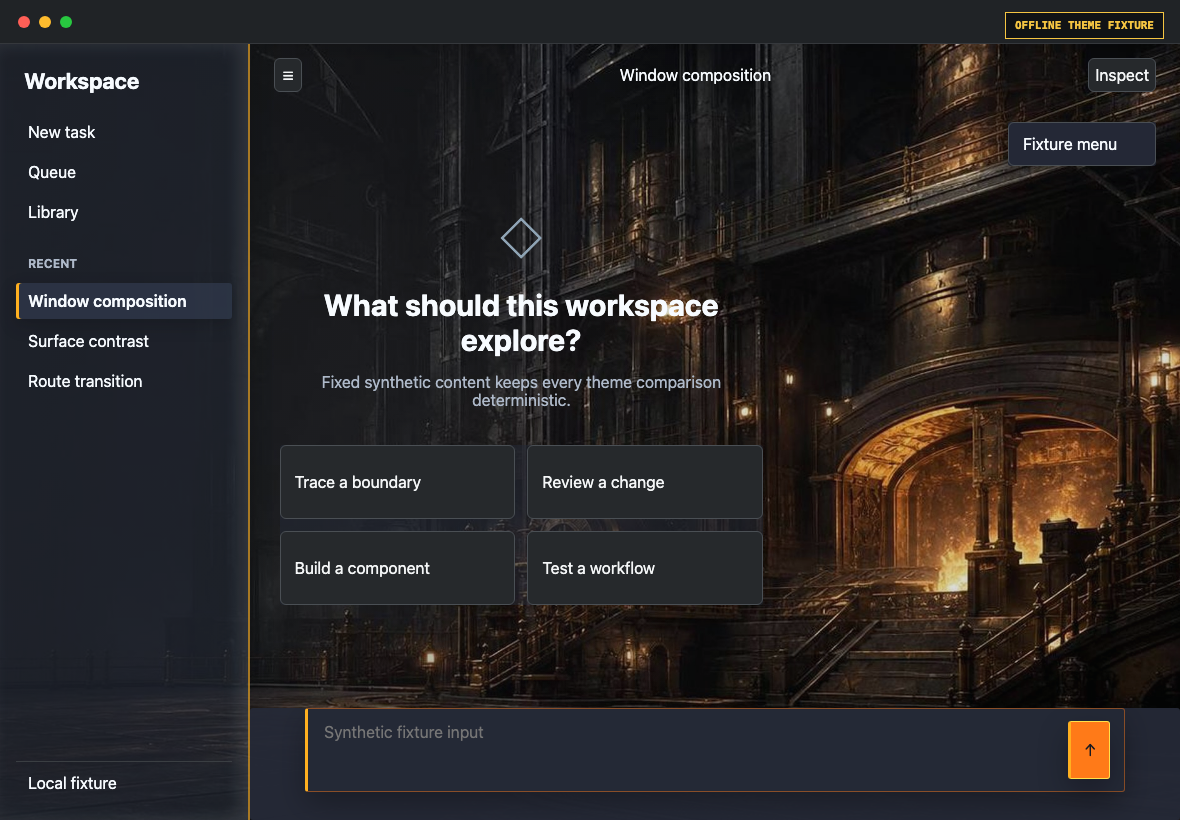 OFFLINE THEME FIXTURE
Workspace
New task
Queue
Library
RECENT
Window composition
Surface contrast
Route transition
Local fixture
Window composition
Inspect
Fixture menu
What should this workspace
explore?
Fixed synthetic content keeps every theme comparison
deterministic.
Trace a boundary
Review a change
Build a component
Test a workflow
Synthetic fixture input